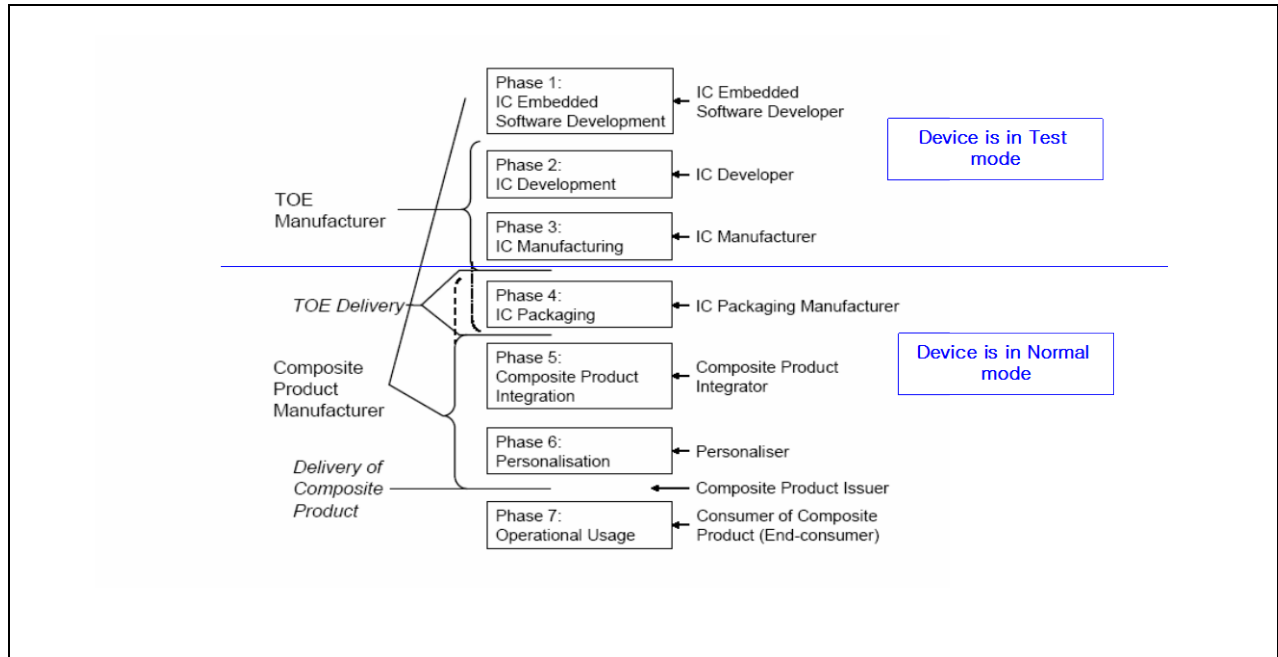 Phase 1:
IC Embedded
Software Development
IC Embedded
Software Developer
Device is in Test
mode
Phase 2:
IC Development
IC Developer
TOE
Manufacturer
Phase 3:
IC Manufacturing
IC Manufacturer
TOE Delivery
Phase 4:
IC Packaging
IC Packaging Manufacturer
Device is in Normal
mode
Composite
Product
Manufacturer
Phase 5:
Composite Product
Integration
Composite Product
Integrator
Phase 6:
Personalisation
Personaliser
Delivery of
Composite
Product
Composite Product Issuer
Phase 7:
Operational Usage
Consumer of Composite
Product (End-consumer)